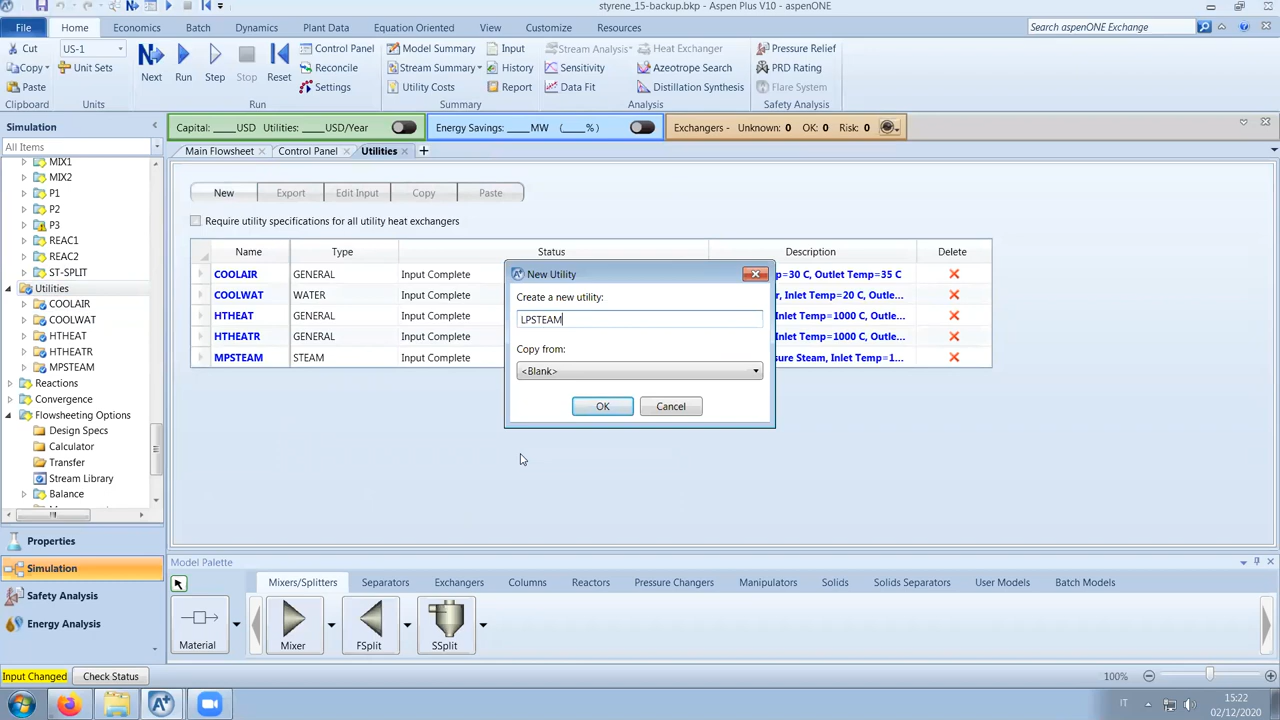 styrene_15-backup.bkp - Aspen Plus V10 - aspenONE
File Home Economics Batch Dynamics Plant Data Equation Oriented View Customize Resources Search aspenONE Exchange
Cut US-1 Control Panel Model Summary Input Stream Analysis Heat Exchanger Pressure Relief
Copy Unit Sets Reconcile Stream Summary History Sensitivity Azeotrope Search PRD Rating
Paste Next Run Step Stop Reset Settings Utility Costs Report Data Fit Distillation Synthesis Flare System
Clipboard Units Run Summary Analysis Safety Analysis
Simulation Capital: ____USD Utilities: ____USD/Year Energy Savings: ____MW (____%) Exchangers - Unknown: 0 OK: 0 Risk: 0
All Items Main Flowsheet Control Panel Utilities
MIX1
MIX2
P1
P2
P3
REAC1
REAC2
ST-SPLIT
Utilities
COOLAIR
COOLWAT
HTHEAT
HTHEATR
MPSTEAM
Reactions
Convergence
Flowsheeting Options
Design Specs
Calculator
Transfer
Stream Library
Balance
Properties
Simulation
Safety Analysis
Energy Analysis
New Export Edit Input Copy Paste
Require utility specifications for all utility heat exchangers
Name Type Status Description Delete
COOLAIR GENERAL Input Complete p=30 C, Outlet Temp=35 C
COOLWAT WATER Input Complete r, Inlet Temp=20 C, Outle...
HTHEAT GENERAL Input Complete Inlet Temp=1000 C, Outle...
HTHEATR GENERAL Input Complete Inlet Temp=1000 C, Outle...
MPSTEAM STEAM Input Complete sure Steam, Inlet Temp=1...
New Utility
Create a new utility:
LPSTEAM
Copy from:
<Blank>
OK Cancel
Model Palette
Mixers/Splitters Separators Exchangers Columns Reactors Pressure Changers Manipulators Solids Solids Separators User Models Batch Models
Material Mixer FSplit SSplit
Input Changed Check Status 100%
IT 15:22
02/12/2020